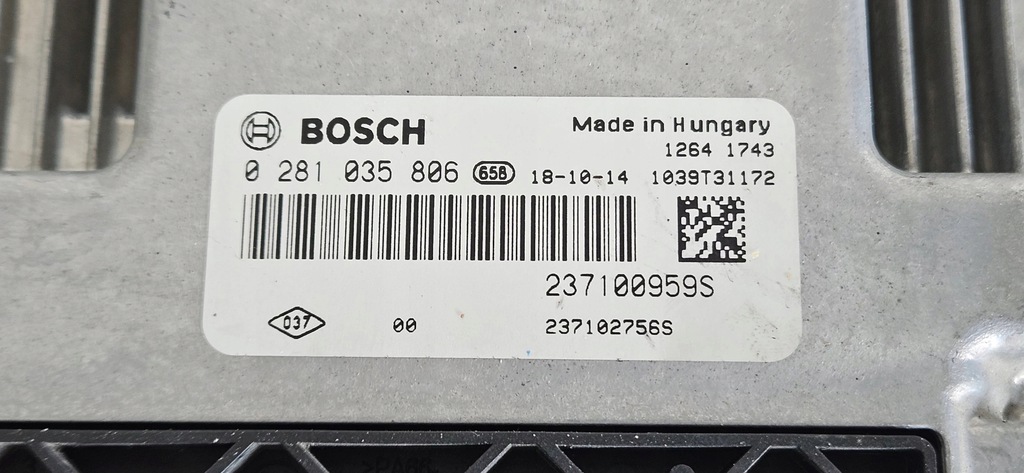 BOSCH
Made in Hungary
1264 1743
0 281 035 806 658 18-10-14 1039T31172
237100959S
037 00 237102756S